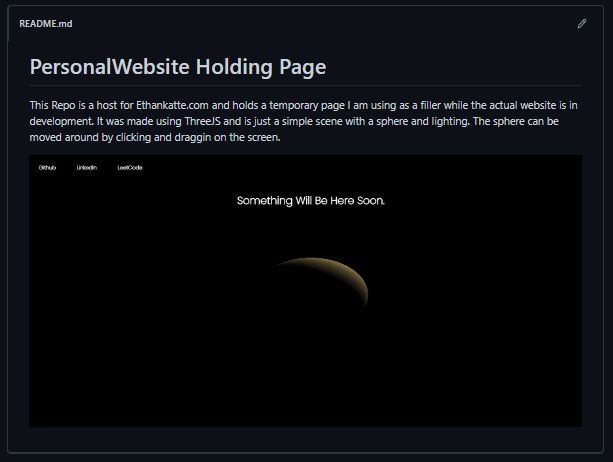 README.md
PersonalWebsite Holding Page
This Repo is a host for Ethankatte.com and holds a temporary page I am using as a filler while the actual website is in
development. It was made using ThreeJS and is just a simple scene with a sphere and lighting. The sphere can be
moved around by clicking and draggin on the screen.
Github LinkedIn LeetCode
Something Will Be Here Soon.